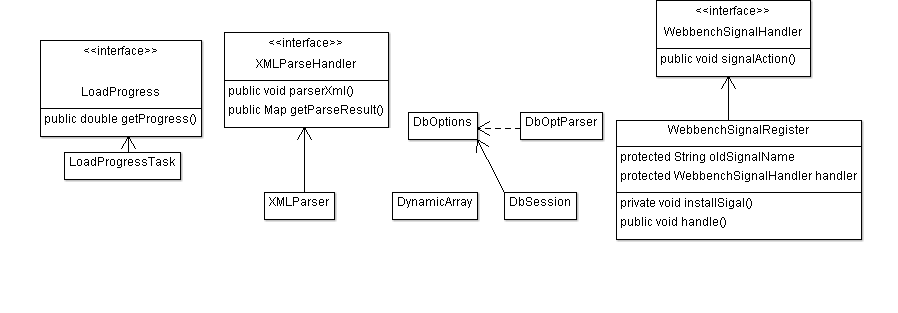 <<interface>>
LoadProgress
public double getProgress()
LoadProgressTask
<<interface>>
XMLParseHandler
public void parserXml()
public Map getParseResult()
XMLParser
DbOptions
DbOptParser
DynamicArray
DbSession
<<interface>>
WebbenchSignalHandler
public void signalAction()
WebbenchSignalRegister
protected String oldSignalName
protected WebbenchSignalHandler handler
private void installSigal()
public void handle()